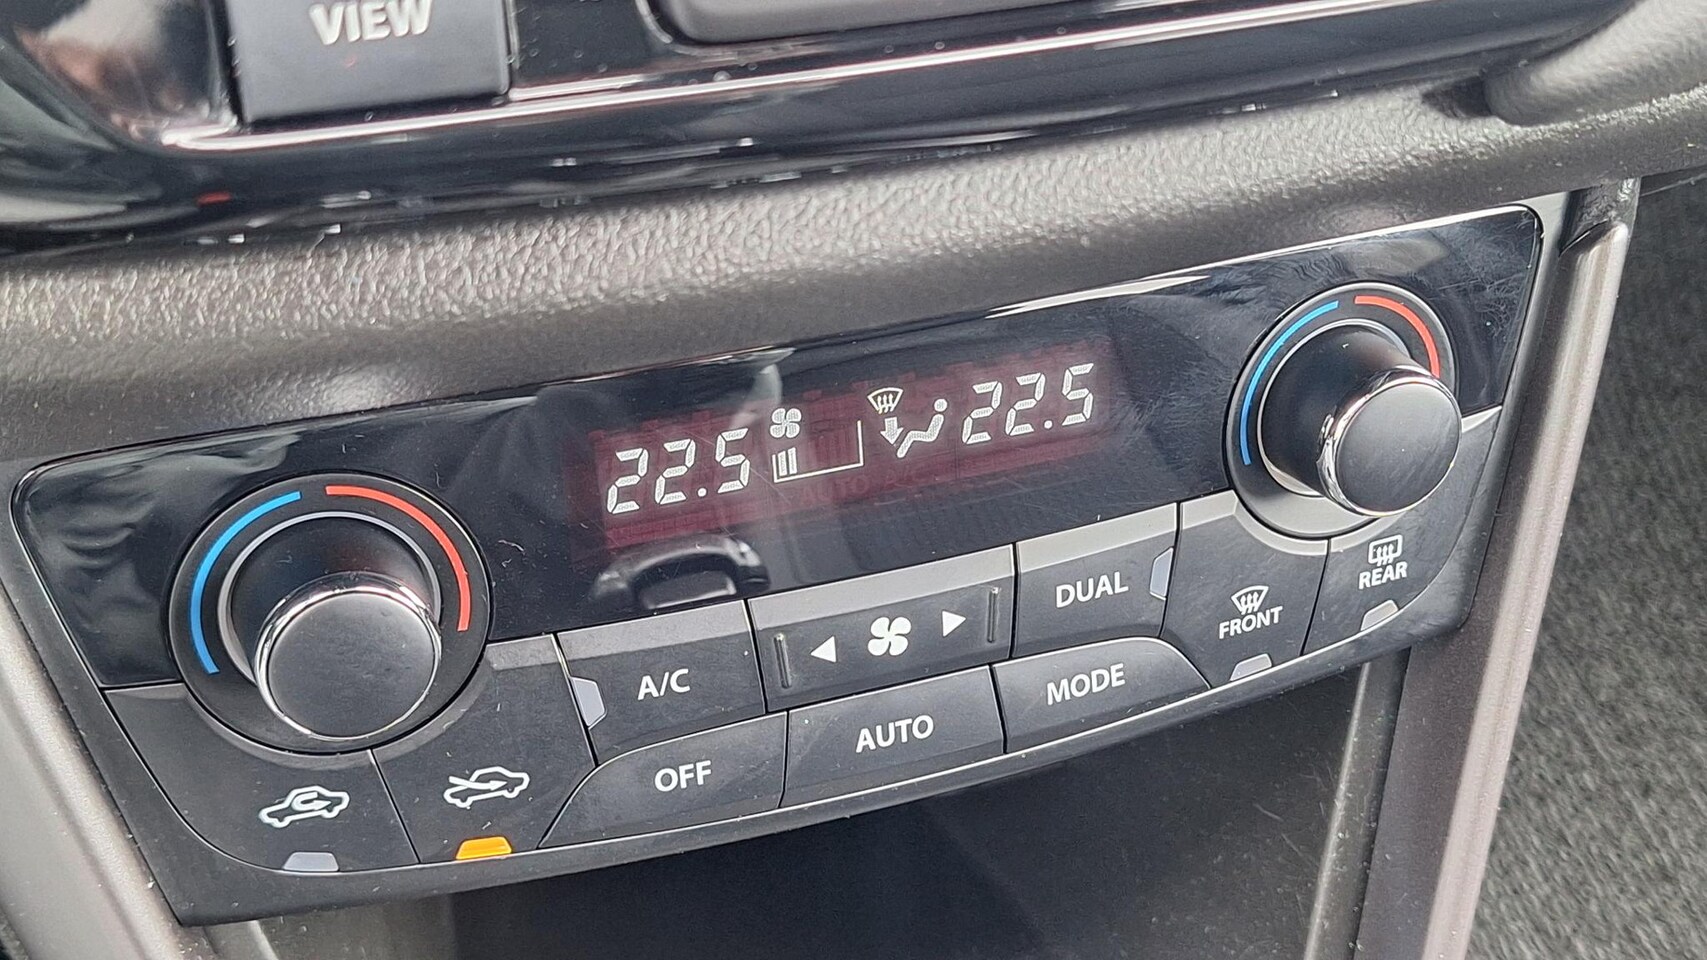 VIEW
22.5 22.5
DUAL
FRONT
REAR
A/C
MODE
AUTO
OFF